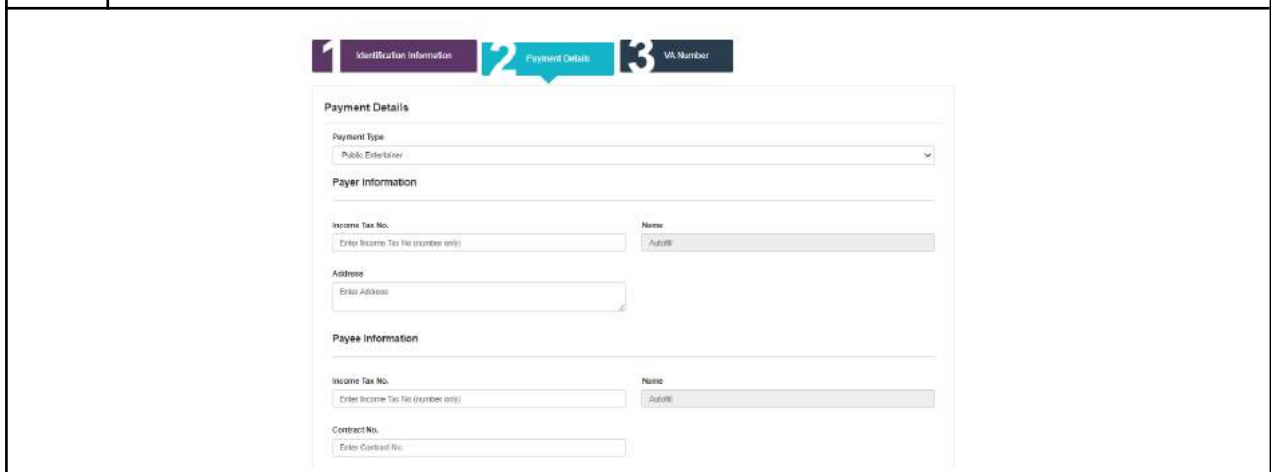 1 Identification Information 2 Payment Details 3 VA Number
Payment Details
Payment Type
Public Entertainer
Payer Information
Income Tax No. Name
Enter Income Tax No (number only) Autofill
Address
Enter Address
Payee Information
Income Tax No. Name
Enter Income Tax No (number only) Autofill
Contract No.
Enter Contract No.